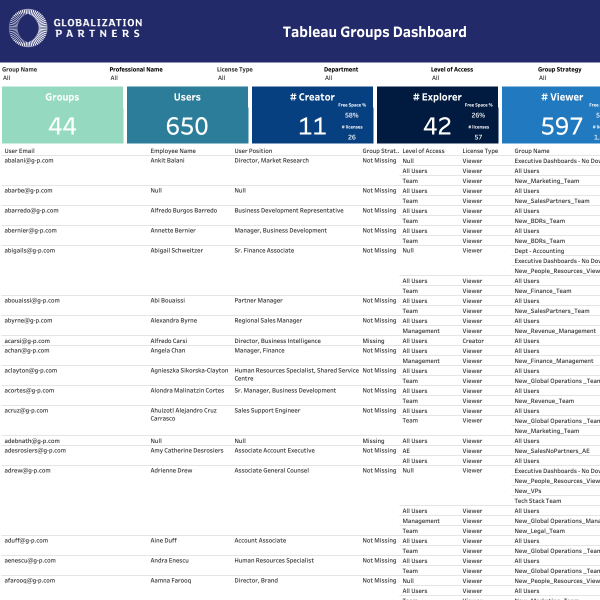 GLOBALIZATION
PARTNERS
Tableau Groups Dashboard
Group Name Professional Name License Type Department Level of Access Group Strategy
All All All All All All
Groups Users # Creator # Explorer # Viewer
44 650 11 42 597
Free Space % 58% # licenses 26
Free Space % 26% # licenses 57
User Email Employee Name User Position Group Strat.. Level of Access License Type Group Name
abalani@g-p.com Ankit Balani Director, Market Research Not Missing Null Viewer Executive Dashboards - No Dow
All Users Viewer All Users
Team Viewer New_Marketing_Team
abarbe@g-p.com Null Null Not Missing All Users Viewer All Users
Team Viewer New_SalesPartners_Team
abarredo@g-p.com Alfredo Burgos Barredo Business Development Representative Not Missing All Users Viewer All Users
Team Viewer New_BDRs_Team
abernier@g-p.com Annette Bernier Manager, Business Development Not Missing All Users Viewer All Users
Team Viewer New_BDRs_Team
abigails@g-p.com Abigail Schweitzer Sr. Finance Associate Not Missing Null Viewer Dept - Accounting
Executive Dashboards - No Dow
New_People_Resources_View
All Users Viewer All Users
Team Viewer New_Finance_Team
abouaissi@g-p.com Abi Bouaissi Partner Manager Not Missing All Users Viewer All Users
Team Viewer New_SalesPartners_Team
abyrne@g-p.com Alexandra Byrne Regional Sales Manager Not Missing All Users Viewer All Users
Management Viewer New_Revenue_Management
acarsi@g-p.com Alfredo Carsi Director, Business Intelligence Missing All Users Creator All Users
achan@g-p.com Angela Chan Manager, Finance Not Missing All Users Viewer All Users
Management Viewer New_Finance_Management
aclayton@g-p.com Agnieszka Sikorska-Clayton Human Resources Specialist, Shared Service Not Missing All Users Viewer All Users
Centre Team Viewer New_Global Operations _Team
acortes@g-p.com Alondra Malinatzin Cortes Sr. Manager, Business Development Not Missing All Users Viewer All Users
Team Viewer New_Revenue_Team
acruz@g-p.com Ahuizotl Alejandro Cruz Sales Support Engineer Not Missing All Users Viewer All Users
Carrasco Team Viewer New_Global Operations _Team
New_Marketing_Team
adebnath@g-p.com Null Null Missing All Users Viewer All Users
adesrosiers@g-p.com Amy Catherine Desrosiers Associate Account Executive Not Missing AE Viewer New_SalesNoPartners_AE
All Users Viewer All Users
adrew@g-p.com Adrienne Drew Associate General Counsel Not Missing Null Viewer Executive Dashboards - No Dow
New_People_Resources_View
New_VPs
Tech Stack Team
All Users Viewer All Users
Management Viewer New_Global Operations_Mana
Team Viewer New_Legal_Team
aduff@g-p.com Aine Duff Account Associate Not Missing All Users Viewer All Users
Team Viewer New_Global Operations _Team
aenescu@g-p.com Andra Enescu Human Resources Specialist Not Missing All Users Viewer All Users
Team Viewer New_Global Operations _Team
afarooq@g-p.com Aamna Farooq Director, Brand Not Missing Null Viewer New_People_Resources_View
All Users Viewer All Users